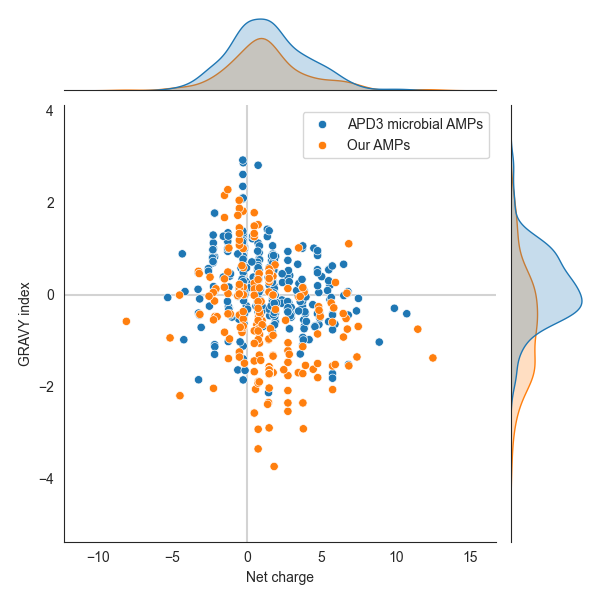 4
APD3 microbial AMPs
Our AMPs
2
0
−2
−4
GRAVY index
−10
−5
0
5
10
15
Net charge